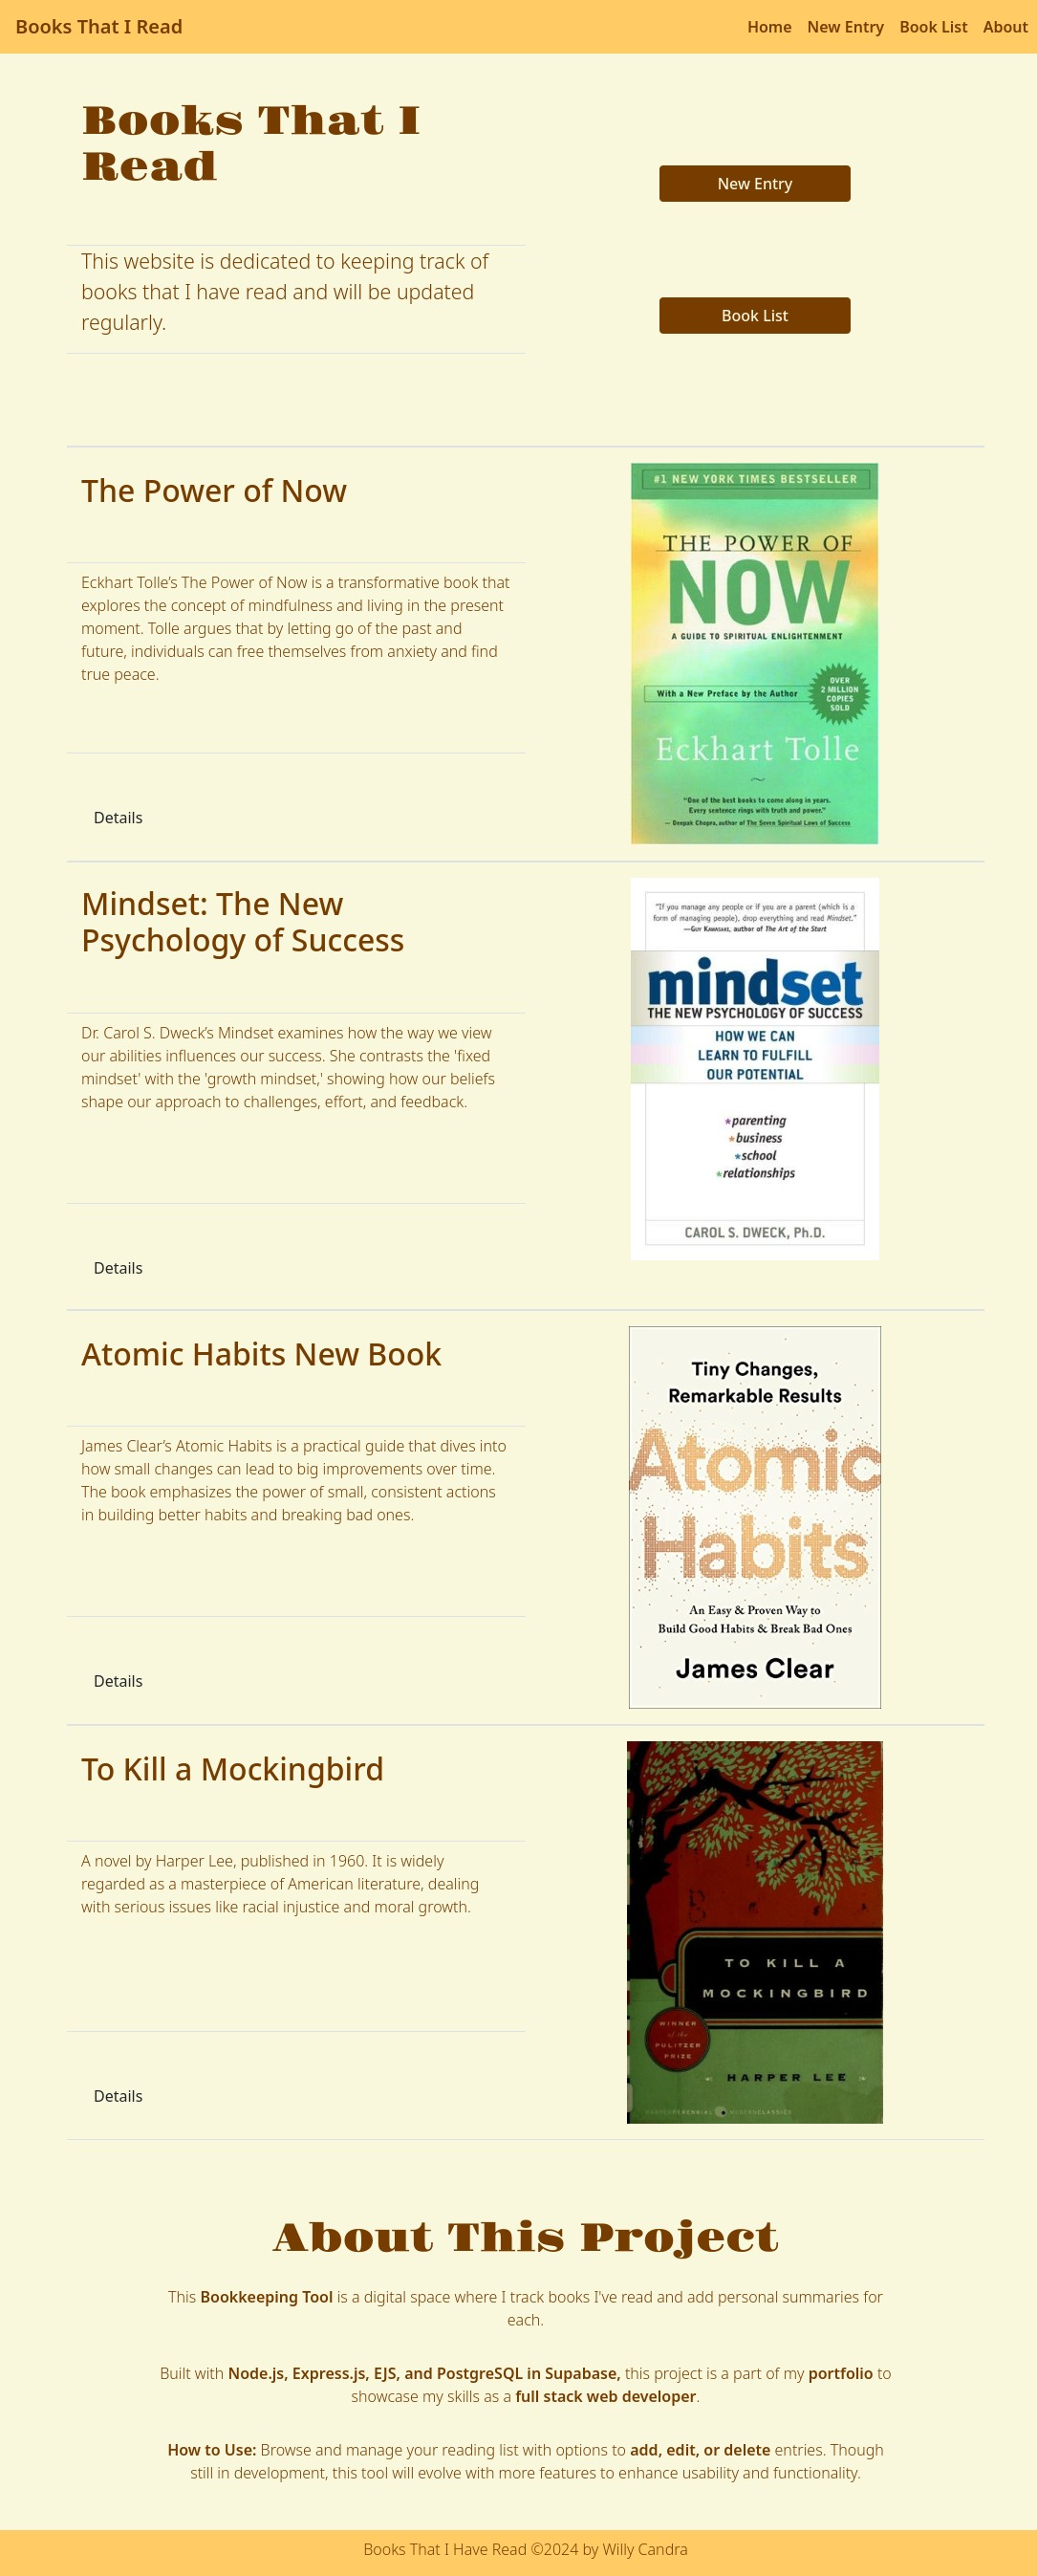 Books That I Read
Home New Entry Book List About
Books That I
Read
New Entry
This website is dedicated to keeping track of
books that I have read and will be updated
regularly.
Book List
The Power of Now
Eckhart Tolle’s The Power of Now is a transformative book that
explores the concept of mindfulness and living in the present
moment. Tolle argues that by letting go of the past and
future, individuals can free themselves from anxiety and find
true peace.
Details
#1 NEW YORK TIMES BESTSELLER
THE POWER OF
NOW
A GUIDE TO SPIRITUAL ENLIGHTENMENT
OVER
2 MILLION
COPIES
SOLD
With a New Preface by the Author
Eckhart Tolle
“One of the best books to come along in years.
Every sentence rings with truth and power.”
— Deepak Chopra, author of The Seven Spiritual Laws of Success
Mindset: The New
Psychology of Success
Dr. Carol S. Dweck’s Mindset examines how the way we view
our abilities influences our success. She contrasts the 'fixed
mindset' with the 'growth mindset,' showing how our beliefs
shape our approach to challenges, effort, and feedback.
Details
“If you manage any people or if you are a parent (which is a
form of managing people), drop everything and read Mindset.”
—Guy Kawasaki, author of The Art of the Start
mindset
THE NEW PSYCHOLOGY OF SUCCESS
HOW WE CAN
LEARN TO FULFILL
OUR POTENTIAL
*parenting
*business
*school
*relationships
CAROL S. DWECK, Ph.D.
Atomic Habits New Book
James Clear’s Atomic Habits is a practical guide that dives into
how small changes can lead to big improvements over time.
The book emphasizes the power of small, consistent actions
in building better habits and breaking bad ones.
Details
Tiny Changes,
Remarkable Results
Atomic
Habits
An Easy & Proven Way to
Build Good Habits & Break Bad Ones
James Clear
To Kill a Mockingbird
A novel by Harper Lee, published in 1960. It is widely
regarded as a masterpiece of American literature, dealing
with serious issues like racial injustice and moral growth.
Details
TO KILL A
MOCKINGBIRD
WINNER
of the
PULITZER
PRIZE
HARPER LEE
HARPERPERENNIAL MODERNCLASSICS
About This Project
This Bookkeeping Tool is a digital space where I track books I've read and add personal summaries for
each.
Built with Node.js, Express.js, EJS, and PostgreSQL in Supabase, this project is a part of my portfolio to
showcase my skills as a full stack web developer.
How to Use: Browse and manage your reading list with options to add, edit, or delete entries. Though
still in development, this tool will evolve with more features to enhance usability and functionality.
Books That I Have Read ©2024 by Willy Candra